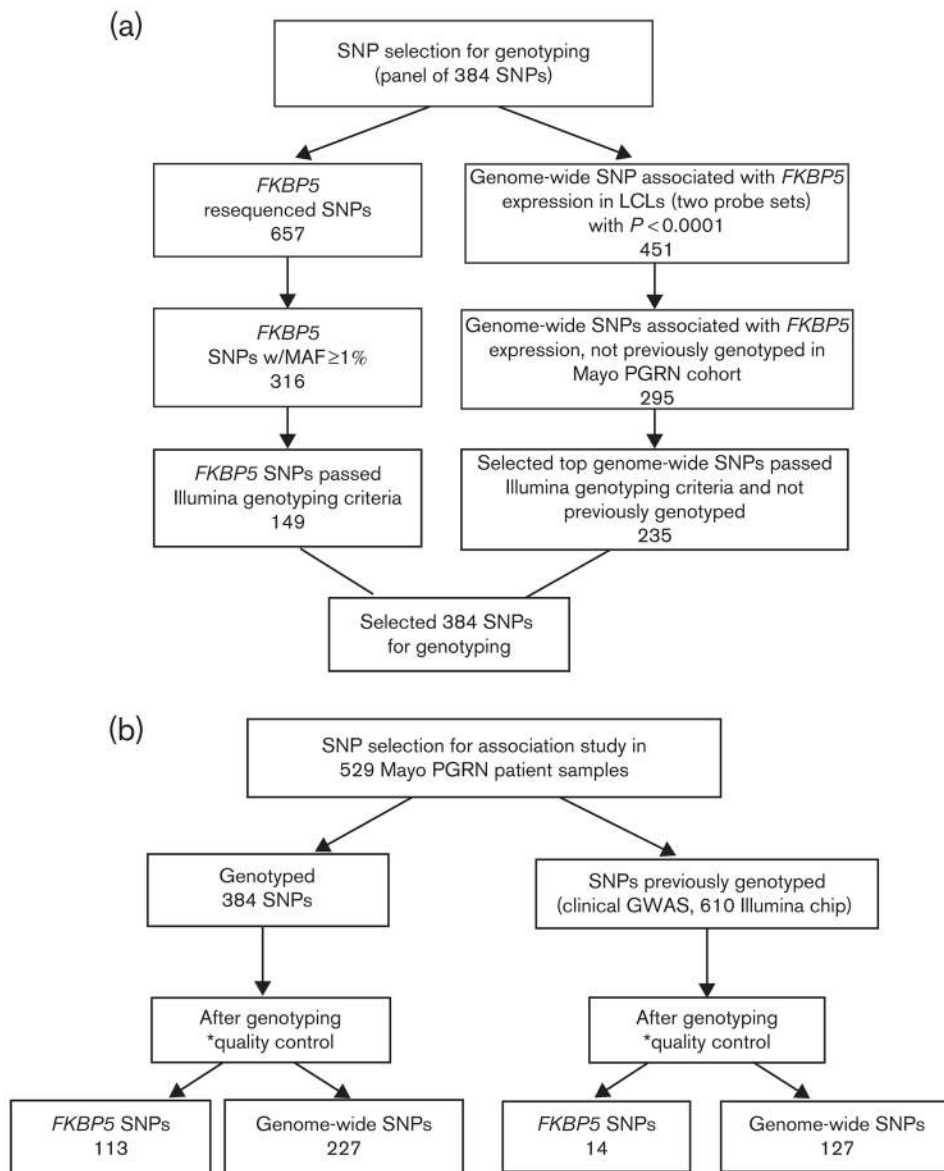 (a)
SNP selection for genotyping
(panel of 384 SNPs)
FKBP5
resequenced SNPs
657
Genome-wide SNP associated with FKBP5
expression in LCLs (two probe sets)
with P<0.0001
451
FKBP5
SNPs w/MAF≥1%
316
Genome-wide SNPs associated with FKBP5
expression, not previously genotyped in
Mayo PGRN cohort
295
FKBP5 SNPs passed
Illumina genotyping criteria
149
Selected top genome-wide SNPs passed
Illumina genotyping criteria and not
previously genotyped
235
Selected 384 SNPs
for genotyping
(b)
SNP selection for association study in
529 Mayo PGRN patient samples
Genotyped
384 SNPs
SNPs previously genotyped
(clinical GWAS, 610 Illumina chip)
After genotyping
*quality control
After genotyping
*quality control
FKBP5 SNPs
113
Genome-wide SNPs
227
FKBP5 SNPs
14
Genome-wide SNPs
127